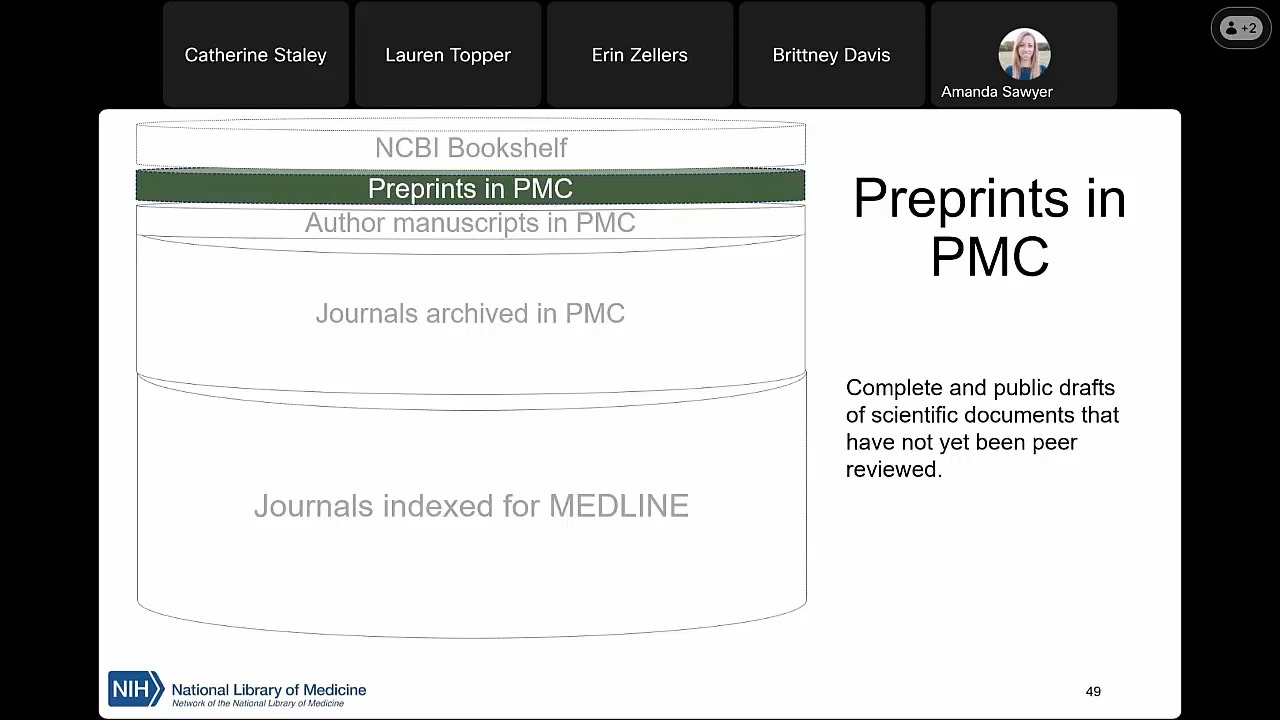 Catherine Staley
Lauren Topper
Erin Zellers
Brittney Davis
Amanda Sawyer
+2
NCBI Bookshelf
Preprints in PMC
Author manuscripts in PMC
Journals archived in PMC
Journals indexed for MEDLINE
Preprints in
PMC
Complete and public drafts
of scientific documents that
have not yet been peer
reviewed.
NIH
National Library of Medicine
Network of the National Library of Medicine
49